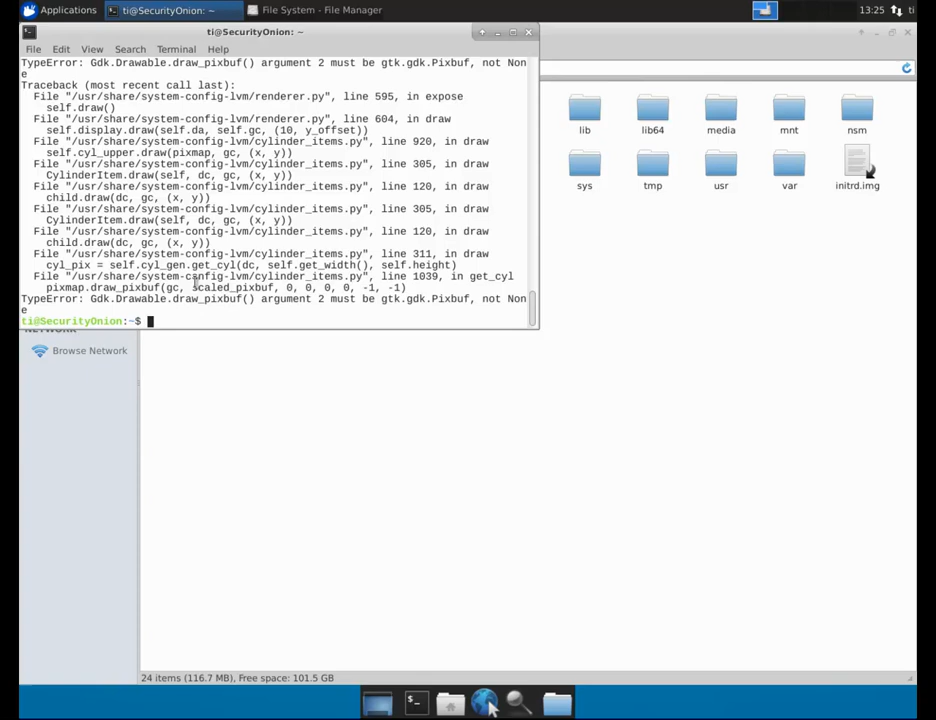 Applications
ti@SecurityOnion: ~
File System - File Manager
13:25
ti
ti@SecurityOnion: ~
File Edit View Search Terminal Help
TypeError: Gdk.Drawable.draw_pixbuf() argument 2 must be gtk.gdk.Pixbuf, not Non
e
Traceback (most recent call last):
File "/usr/share/system-config-lvm/renderer.py", line 595, in expose
self.draw()
File "/usr/share/system-config-lvm/renderer.py", line 604, in draw
self.display.draw(self.da, self.gc, (10, y_offset))
File "/usr/share/system-config-lvm/cylinder_items.py", line 920, in draw
self.cyl_upper.draw(pixmap, gc, (x, y))
File "/usr/share/system-config-lvm/cylinder_items.py", line 305, in draw
CylinderItem.draw(self, dc, gc, (x, y))
File "/usr/share/system-config-lvm/cylinder_items.py", line 120, in draw
child.draw(dc, gc, (x, y))
File "/usr/share/system-config-lvm/cylinder_items.py", line 305, in draw
CylinderItem.draw(self, dc, gc, (x, y))
File "/usr/share/system-config-lvm/cylinder_items.py", line 120, in draw
child.draw(dc, gc, (x, y))
File "/usr/share/system-config-lvm/cylinder_items.py", line 311, in draw
cyl_pix = self.cyl_gen.get_cyl(dc, self.get_width(), self.height)
File "/usr/share/system-config-lvm/cylinder_items.py", line 1039, in get_cyl
pixmap.draw_pixbuf(gc, scaled_pixbuf, 0, 0, 0, 0, -1, -1)
TypeError: Gdk.Drawable.draw_pixbuf() argument 2 must be gtk.gdk.Pixbuf, not Non
e
ti@SecurityOnion:~$
lib lib64 media mnt nsm
sys tmp usr var initrd.img
NETWORK
Browse Network
24 items (116.7 MB), Free space: 101.5 GB